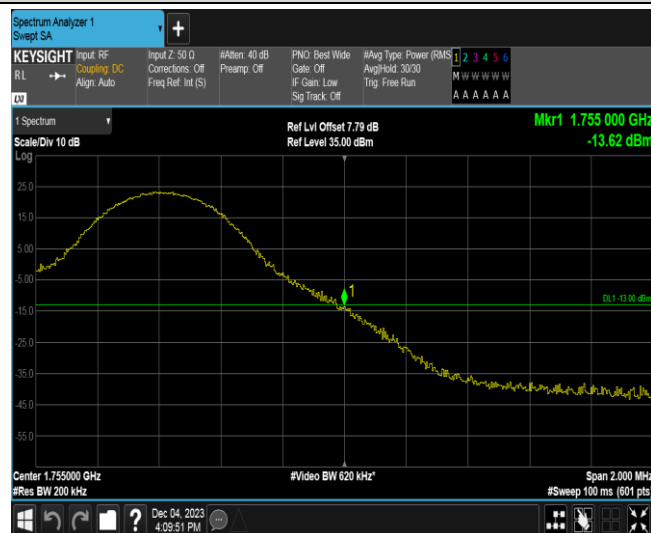 Spectrum Analyzer 1
Swept SA
KEYSIGHT
RL
Input: RF
Coupling: DC
Align: Auto
Input Z: 50 Ω
Corrections: Off
Freq Ref: Int (S)
#Atten: 40 dB
Preamp: Off
PNO: Best Wide
Gate: Off
IF Gain: Low
Sig Track: Off
#Avg Type: Power (RMS
Avg|Hold: 30/30
Trig: Free Run
1 2 3 4 5 6
M W W W W W
A A A A A A
LXI
1 Spectrum
Scale/Div 10 dB
Log
Ref Lvl Offset 7.79 dB
Ref Level 35.00 dBm
Mkr1 1.755 000 GHz
-13.62 dBm
25.0
15.0
5.00
-5.00
-15.0
-25.0
-35.0
-45.0
-55.0
1
DL1 -13.00 dBm
Center 1.755000 GHz
#Res BW 200 kHz
#Video BW 620 kHz*
Span 2.000 MHz
#Sweep 100 ms (601 pts)
Dec 04, 2023
4:09:51 PM